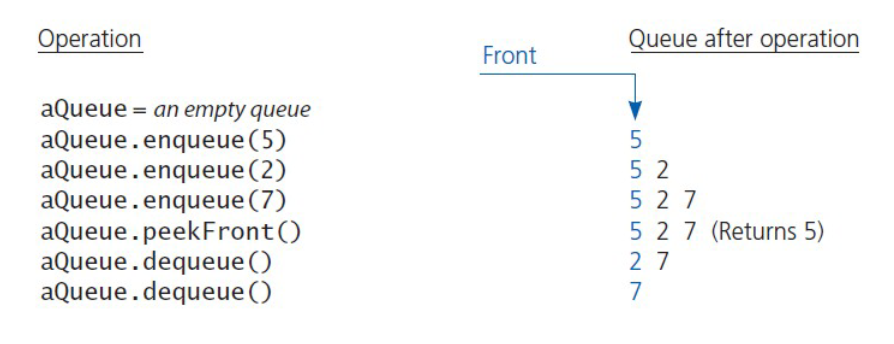 Operation
Front
Queue after operation
aQueue = an empty queue
aQueue.enqueue(5) 5
aQueue.enqueue(2) 5 2
aQueue.enqueue(7) 5 2 7
aQueue.peekFront() 5 2 7 (Returns 5)
aQueue.dequeue() 2 7
aQueue.dequeue() 7